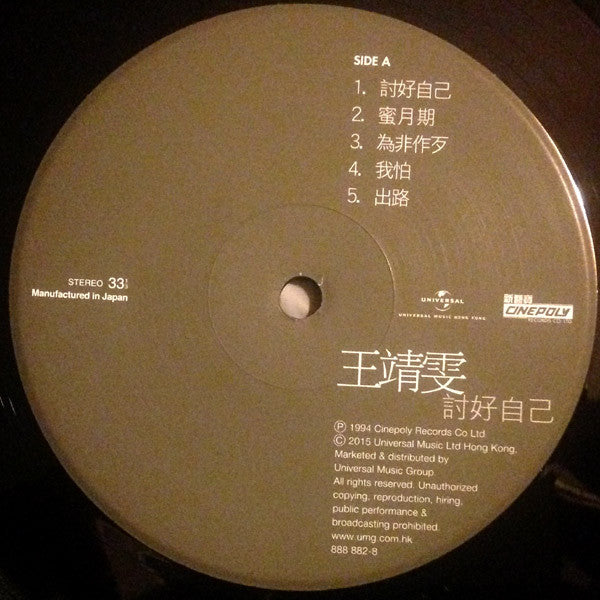 SIDE A
1. 討好自己
2. 蜜月期
3. 為非作歹
4. 我怕
5. 出路
STEREO 33⅓
Manufactured in Japan
UNIVERSAL
UNIVERSAL MUSIC HONG KONG
新藝寶
CINEPOLY
RECORDS CO. LTD.
王靖雯
討好自己
Ⓟ 1994 Cinepoly Records Co Ltd.
Ⓒ 2015 Universal Music Ltd Hong Kong.
Marketed & distributed by
Universal Music Group
All rights reserved. Unauthorized
copying, reproduction, hiring,
public performance &
broadcasting prohibited.
www.umg.com.hk
888 882-8